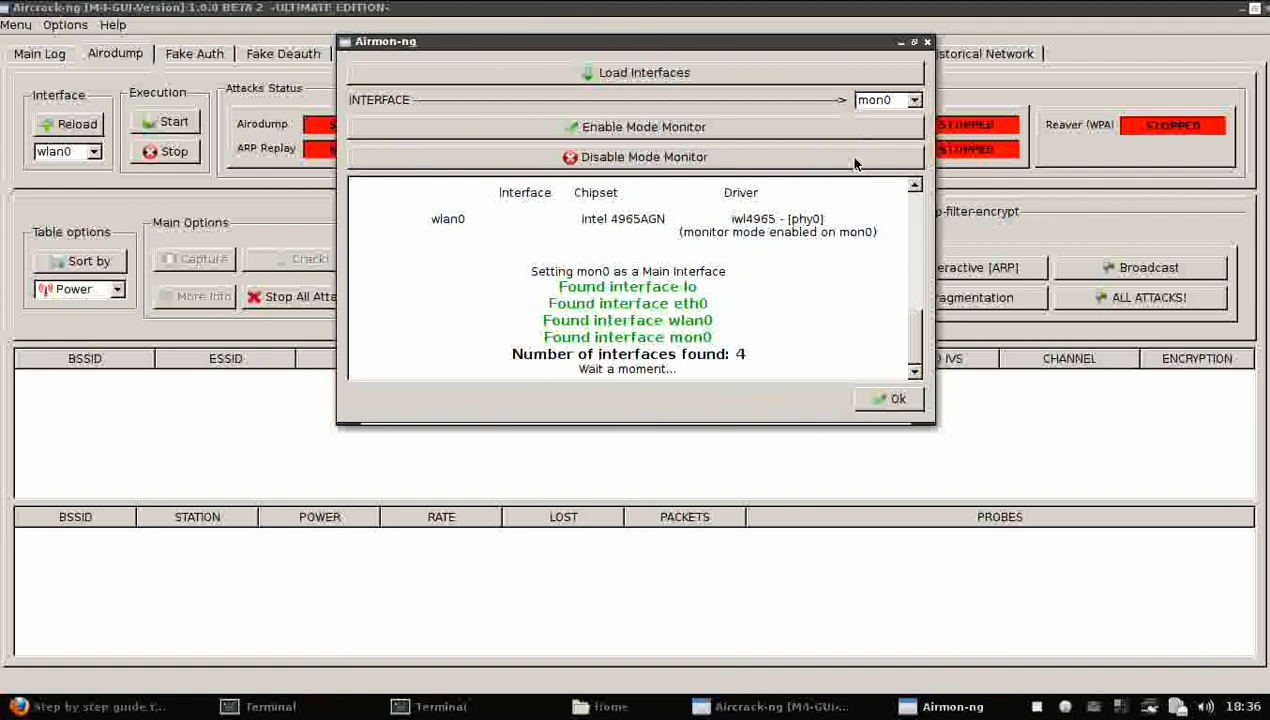 Aircrack-ng [M4-GUI-Version] 1.0.0 BETA 2 -ULTIMATE EDITION-
Menu Options Help
Airmon-ng
Main Log Airodump Fake Auth Fake Deauth
istorical Network
Load Interfaces
Interface
Execution
Attacks Status
INTERFACE -> mon0
Reload
Start
Airodump
Enable Mode Monitor
STOPPED
Reaver (WPA)
STOPPED
wlan0
Stop
ARP Replay
Disable Mode Monitor
STOPPED
Interface Chipset Driver
wlan0 Intel 4965AGN iwl4965 - [phy0]
(monitor mode enabled on mon0)
Setting mon0 as a Main Interface
Found interface lo
Found interface eth0
Found interface wlan0
Found interface mon0
Number of interfaces found: 4
Wait a moment...
Ok
Table options
Main Options
p-filter-encrypt
Sort by
Capture
Crack!
eractive [ARP]
Broadcast
Power
More Info
Stop All Atta
agmentation
ALL ATTACKS!
BSSID ESSID IVS CHANNEL ENCRYPTION
BSSID STATION POWER RATE LOST PACKETS PROBES
Step by step guide t...
Terminal
Terminal
Home
Aircrack-ng [M4-GUI-...
Airmon-ng
18:36